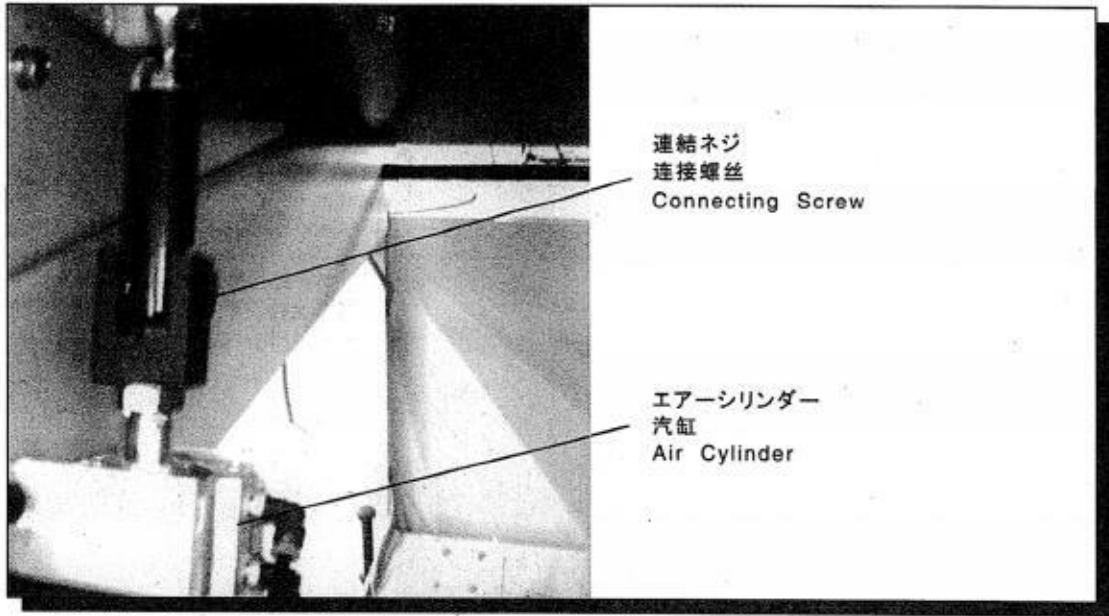 連結ネジ
连接螺丝
Connecting Screw
エアーシリンダー
汽缸
Air Cylinder